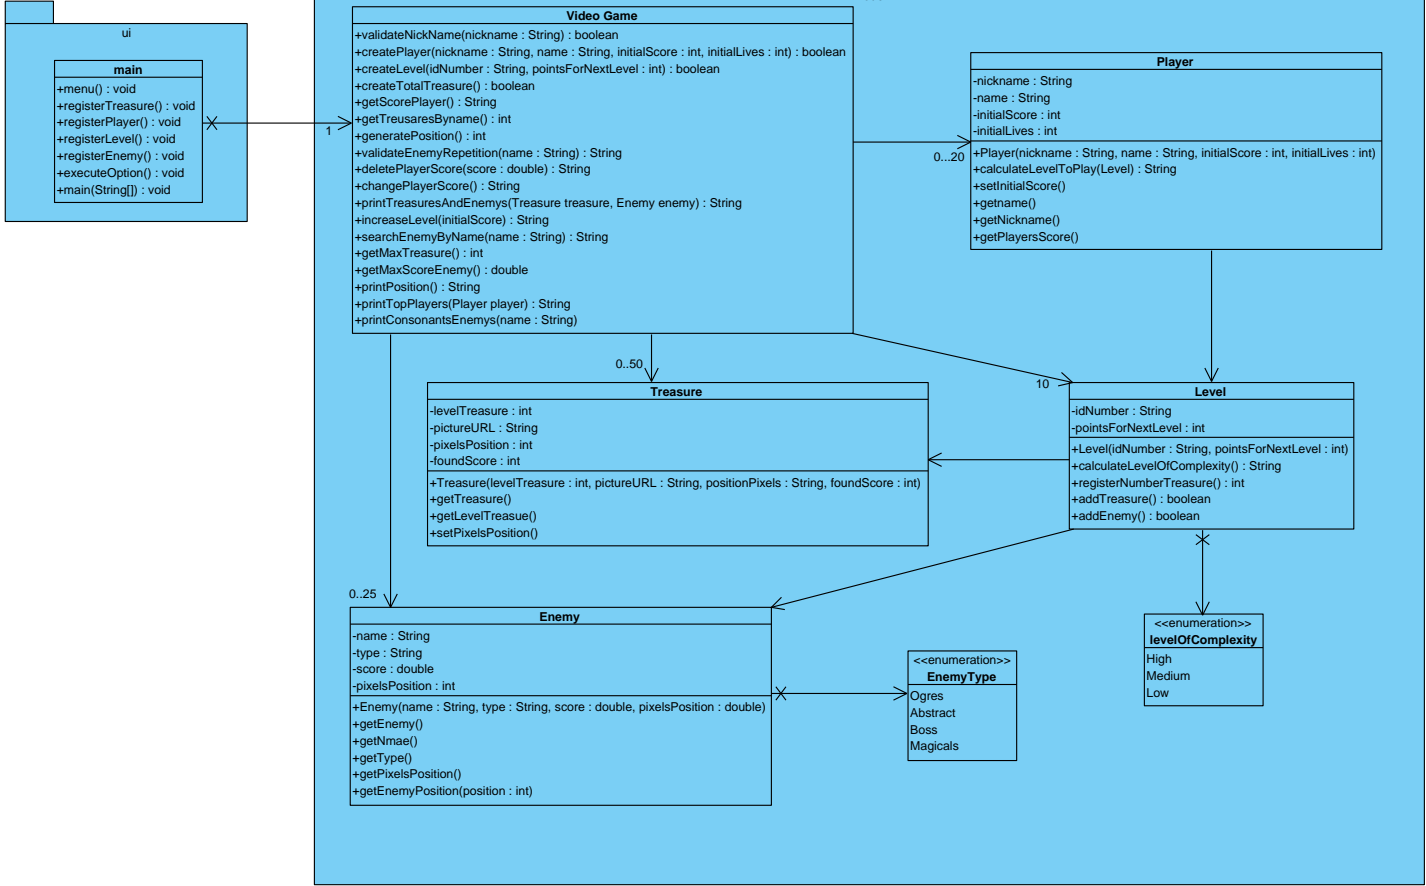 ui
main
+menu() : void
+registerTreasure() : void
+registerPlayer() : void
+registerLevel() : void
+registerEnemy() : void
+executeOption() : void
+main(String[]) : void
1
Video Game
+validateNickName(nickname : String) : boolean
+createPlayer(nickname : String, name : String, initialScore : int, initialLives : int) : boolean
+createLevel(idNumber : String, pointsForNextLevel : int) : boolean
+createTotalTreasure() : boolean
+getScorePlayer() : String
+getTreusaresByname() : int
+generatePosition() : int
+validateEnemyRepetition(name : String) : String
+deletePlayerScore(score : double) : String
+changePlayerScore() : String
+printTreasuresAndEnemys(Treasure treasure, Enemy enemy) : String
+increaseLevel(initialScore) : String
+searchEnemyByName(name : String) : String
+getMaxTreasure() : int
+getMaxScoreEnemy() : double
+printPosition() : String
+printTopPlayers(Player player) : String
+printConsonantsEnemys(name : String)
0...20
Player
-nickname : String
-name : String
-initialScore : int
-initialLives : int
+Player(nickname : String, name : String, initialScore : int, initialLives : int)
+calculateLevelToPlay(Level) : String
+setInitialScore()
+getname()
+getNickname()
+getPlayersScore()
0..50
Treasure
-levelTreasure : int
-pictureURL : String
-pixelsPosition : int
-foundScore : int
+Treasure(levelTreasure : int, pictureURL : String, positionPixels : String, foundScore : int)
+getTreasure()
+getLevelTreasue()
+setPixelsPosition()
10
Level
-idNumber : String
-pointsForNextLevel : int
+Level(idNumber : String, pointsForNextLevel : int)
+calculateLevelOfComplexity() : String
+registerNumberTreasure() : int
+addTreasure() : boolean
+addEnemy() : boolean
0..25
Enemy
-name : String
-type : String
-score : double
-pixelsPosition : int
+Enemy(name : String, type : String, score : double, pixelsPosition : double)
+getEnemy()
+getNmae()
+getType()
+getPixelsPosition()
+getEnemyPosition(position : int)
<<enumeration>>
EnemyType
Ogres
Abstract
Boss
Magicals
<<enumeration>>
levelOfComplexity
High
Medium
Low